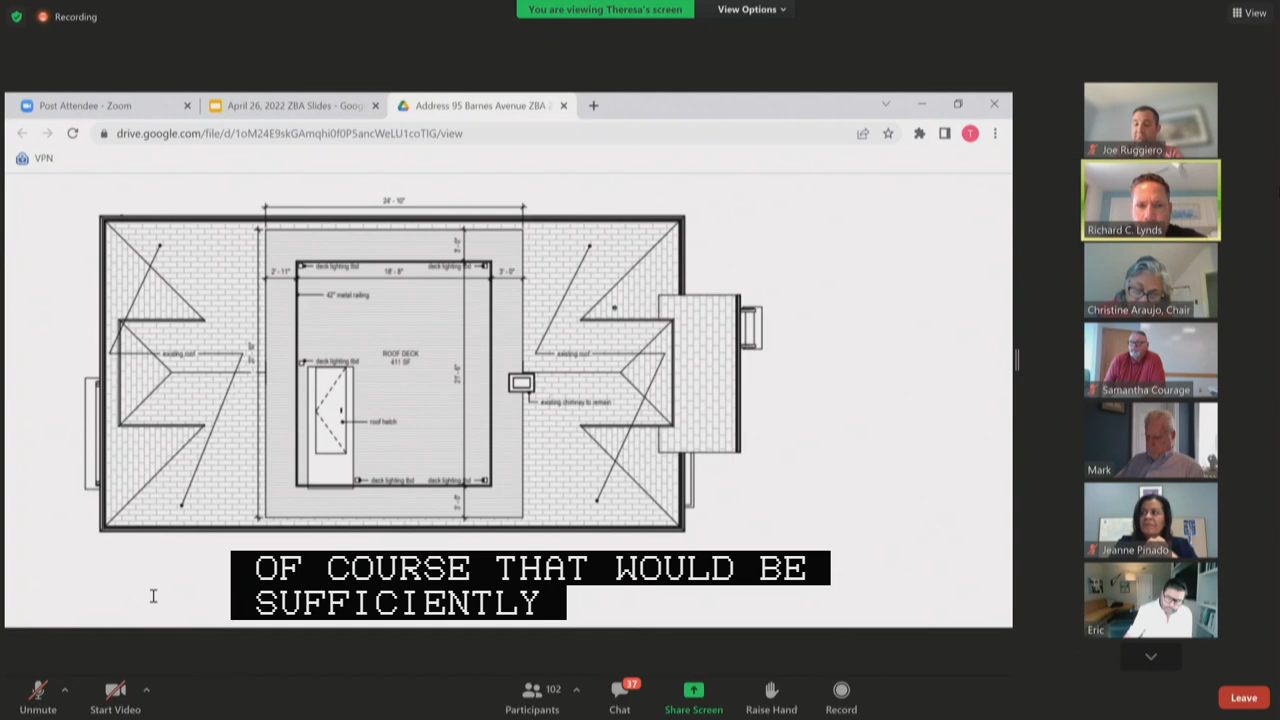 Recording
You are viewing Theresa's screen
View Options
View
Post Attendee - Zoom
April 26, 2022 ZBA Slides - Goog
Address 95 Barnes Avenue ZBA
drive.google.com/file/d/1oM24E9skGAmqhi0f0P5ancWeLU1coTIG/view
T
VPN
24' - 10"
deck lighting tbd
deck lighting tbd
2' - 11"
18' - 8"
3' - 0"
42" metal railing
existing roof
deck lighting tbd
ROOF DECK
411 SF
existing roof
existing chimney to remain
roof hatch
deck lighting tbd
deck lighting tbd
OF COURSE THAT WOULD BE
SUFFICIENTLY
Joe Ruggiero
Richard C. Lynds
Christine Araujo, Chair
Samantha Courage
Mark
Jeanne Pinado
Eric
Unmute
Start Video
102
Participants
37
Chat
Share Screen
Raise Hand
Record
Leave